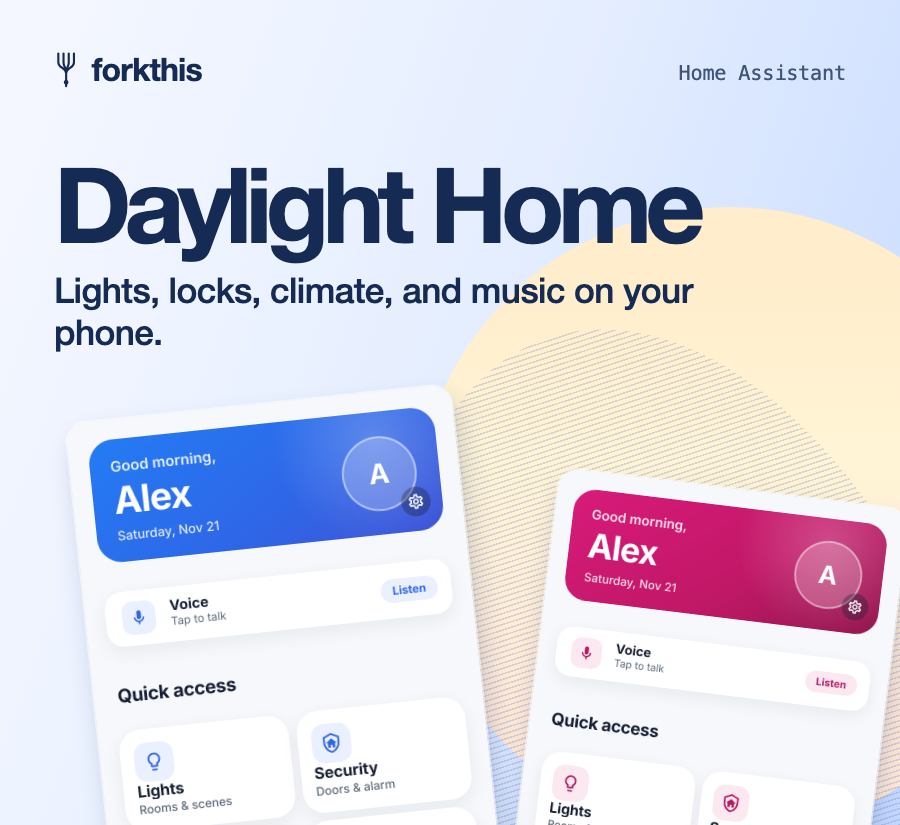 forkthis
Home Assistant
Daylight Home
Lights, locks, climate, and music on your
phone.
Good morning,
Alex
Saturday, Nov 21
A
Voice
Tap to talk
Listen
Quick access
Lights
Rooms & scenes
Security
Doors & alarm
Good morning,
Alex
Saturday, Nov 21
A
Voice
Tap to talk
Listen
Quick access
Lights